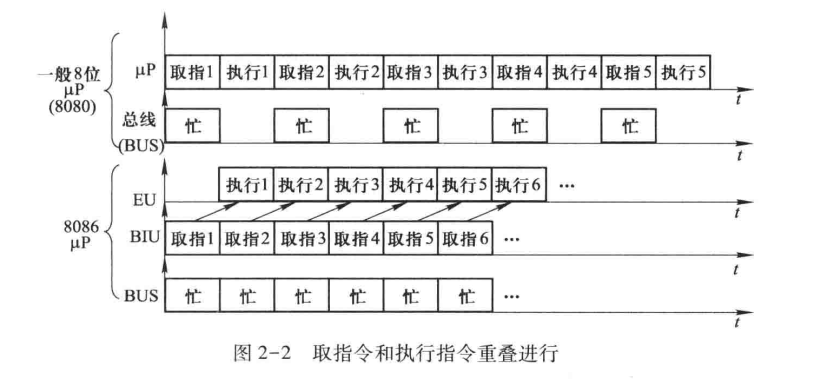 一般8位
μP
(8080)
μP
取指1 执行1 取指2 执行2 取指3 执行3 取指4 执行4 取指5 执行5
t
总线
(BUS)
忙 忙 忙 忙 忙
t
8086
μP
EU
执行1 执行2 执行3 执行4 执行5 执行6 …
t
BIU
取指1 取指2 取指3 取指4 取指5 取指6 …
t
BUS
忙 忙 忙 忙 忙 忙 …
t
图 2-2 取指令和执行指令重叠进行